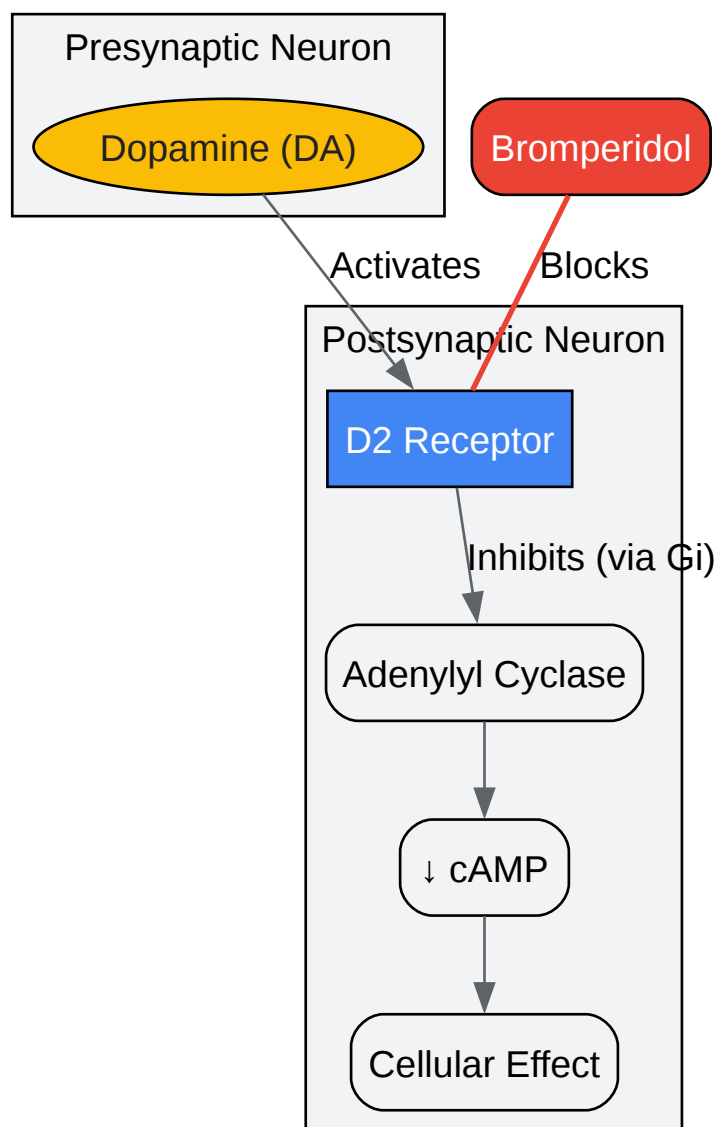 Presynaptic Neuron
Dopamine (DA)
Bromperidol
Activates
Blocks
Postsynaptic Neuron
D2 Receptor
Inhibits (via Gi)
Adenylyl Cyclase
↓ cAMP
Cellular Effect